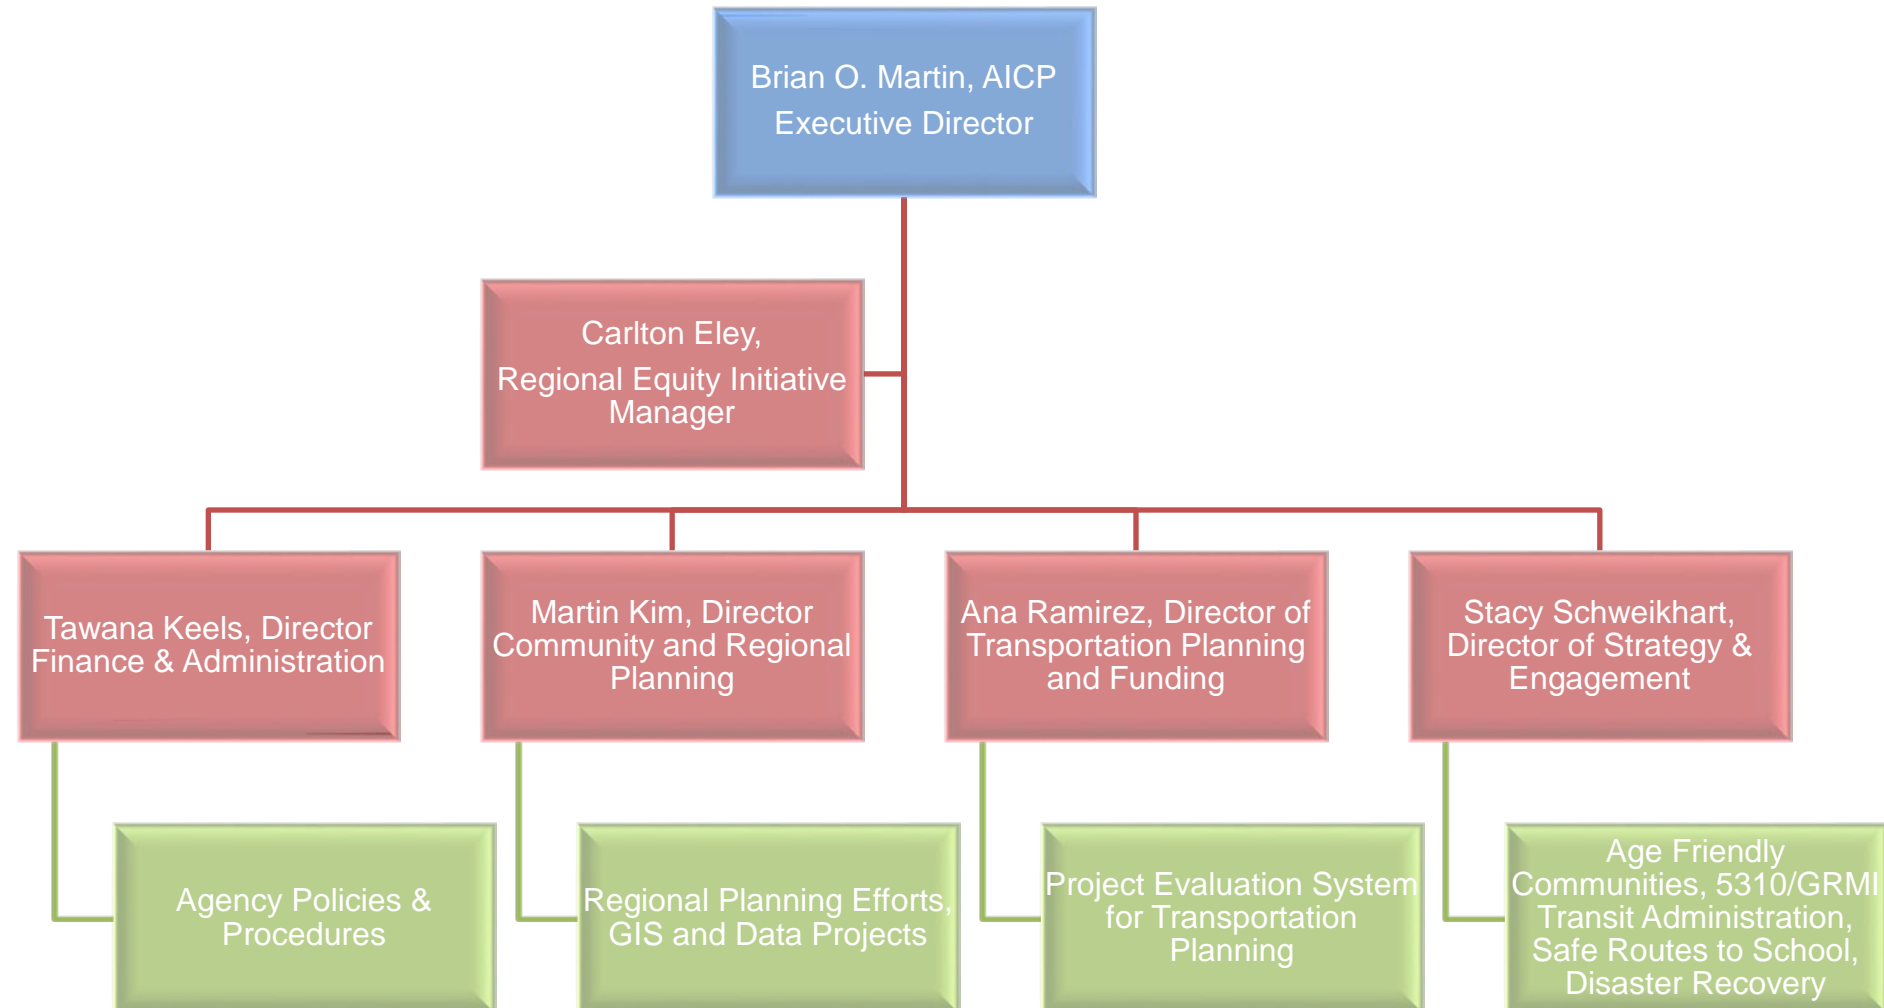 Brian O. Martin, AICP
Executive Director
Carlton Eley,
Regional Equity Initiative
Manager
Tawana Keels, Director
Finance & Administration
Martin Kim, Director
Community and Regional
Planning
Ana Ramirez, Director of
Transportation Planning
and Funding
Stacy Schweikhart,
Director of Strategy &
Engagement
Agency Policies &
Procedures
Regional Planning Efforts,
GIS and Data Projects
Project Evaluation System
for Transportation
Planning
Age Friendly
Communities, 5310/GRMI
Transit Administration,
Safe Routes to School,
Disaster Recovery